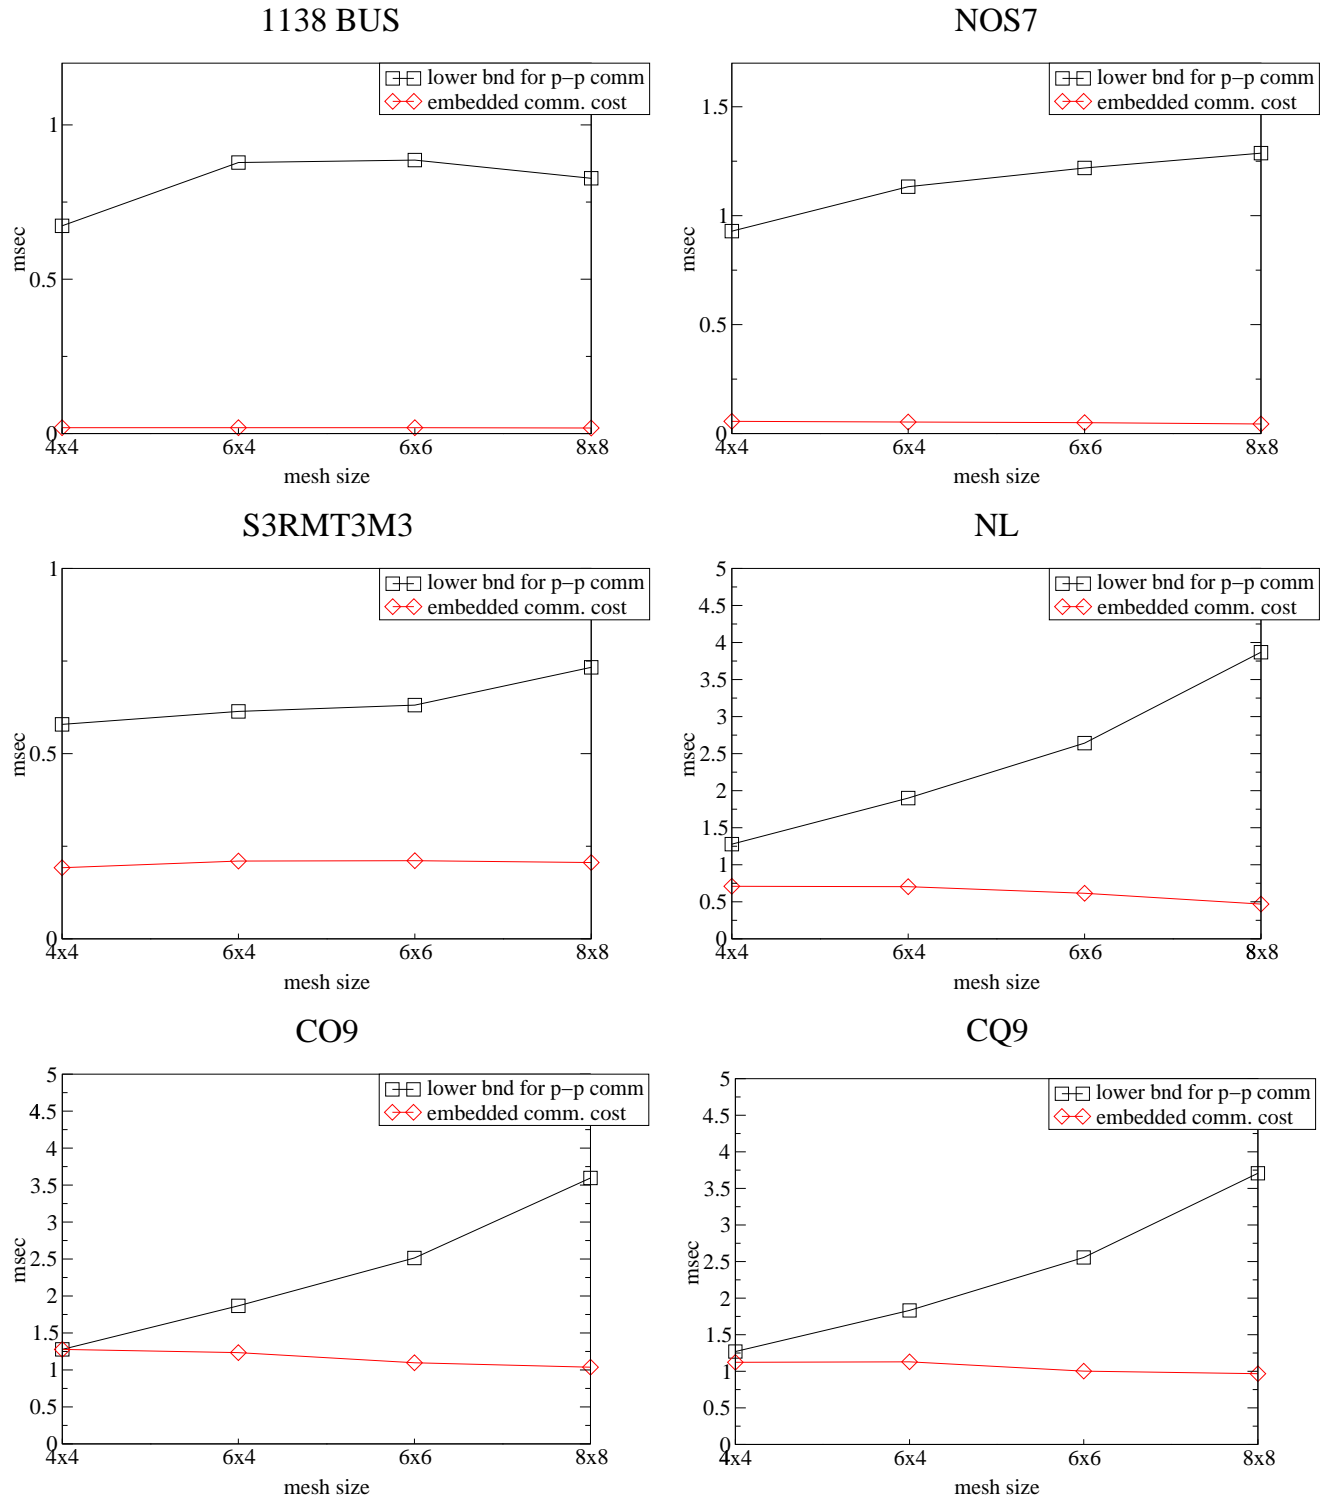 1138 BUS
lower bnd for p-p comm
embedded comm. cost
1
0.5
0
msec
4x4 6x4 6x6 8x8
mesh size
NOS7
lower bnd for p-p comm
embedded comm. cost
1.5
1
0.5
0
msec
4x4 6x4 6x6 8x8
mesh size
S3RMT3M3
lower bnd for p-p comm
embedded comm. cost
1
0.5
0
msec
4x4 6x4 6x6 8x8
mesh size
NL
lower bnd for p-p comm
embedded comm. cost
5
4.5
4
3.5
3
2.5
2
1.5
1
0.5
0
msec
4x4 6x4 6x6 8x8
mesh size
CO9
lower bnd for p-p comm
embedded comm. cost
5
4.5
4
3.5
3
2.5
2
1.5
1
0.5
0
msec
4x4 6x4 6x6 8x8
mesh size
CQ9
lower bnd for p-p comm
embedded comm. cost
5
4.5
4
3.5
3
2.5
2
1.5
1
0.5
0
msec
4x4 6x4 6x6 8x8
mesh size